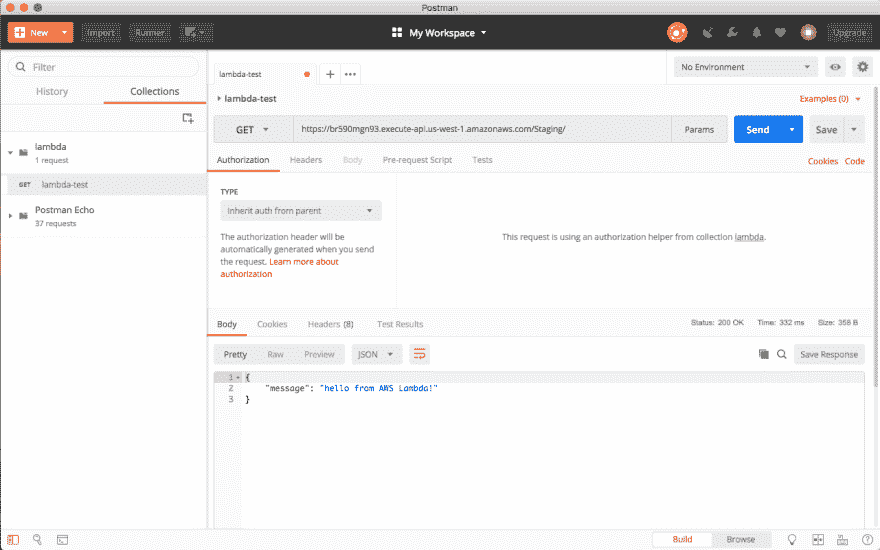 Postman
New Import Runner My Workspace Upgrade
Filter
History Collections
lambda
1 request
GET lambda-test
Postman Echo
37 requests
lambda-test + ••• No Environment
lambda-test Examples (0)
GET https://br590mgn93.execute-api.us-west-1.amazonaws.com/Staging/ Params Send Save
Authorization Headers Body Pre-request Script Tests Cookies Code
TYPE
Inherit auth from parent
The authorization header will be
automatically generated when you send
the request. Learn more about
authorization
This request is using an authorization helper from collection lambda.
Body Cookies Headers (8) Test Results Status: 200 OK Time: 332 ms Size: 358 B
Pretty Raw Preview JSON Save Response
1 {
2 "message": "hello from AWS Lambda!"
3 }
Build Browse